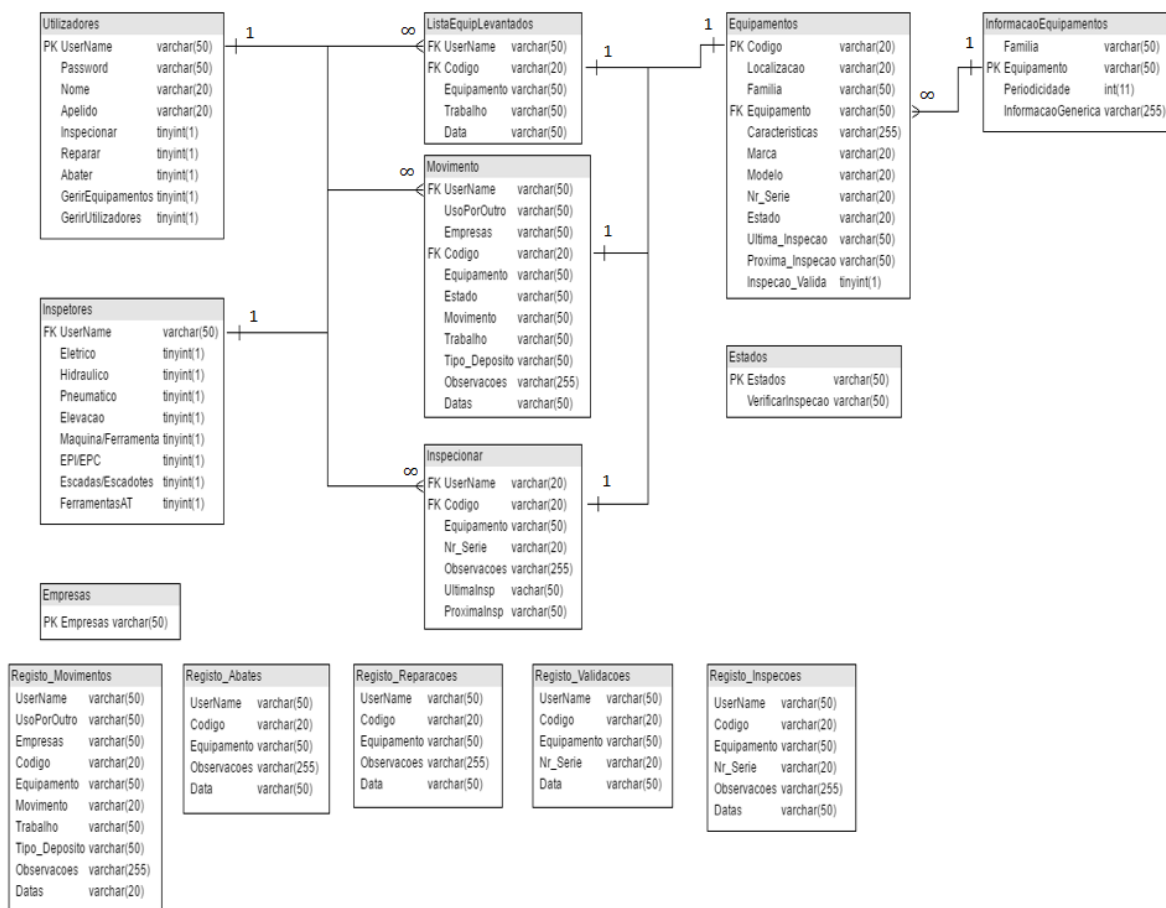 Utilizadores
PK UserName varchar(50)
Password varchar(50)
Nome varchar(20)
Apelido varchar(20)
Inspecionar tinyint(1)
Reparar tinyint(1)
Abater tinyint(1)
GerirEquipamentos tinyint(1)
GerirUtilizadores tinyint(1)
1
∞
ListaEquipLevantados
FK UserName varchar(50)
FK Codigo varchar(20)
Equipamento varchar(50)
Trabalho varchar(50)
Data varchar(50)
1
1
Equipamentos
PK Codigo varchar(20)
Localizacao varchar(20)
Familia varchar(50)
FK Equipamento varchar(50)
Caracteristicas varchar(255)
Marca varchar(20)
Modelo varchar(20)
Nr_Serie varchar(20)
Estado varchar(20)
Ultima_Inspecao varchar(50)
Proxima_Inspecao varchar(50)
Inspecao_Valida tinyint(1)
∞
1
InformacaoEquipamentos
Familia varchar(50)
PK Equipamento varchar(50)
Periodicidade int(11)
InformacaoGenerica varchar(255)
∞
Movimento
FK UserName varchar(50)
UsoPorOutro varchar(50)
Empresas varchar(50)
FK Codigo varchar(20)
Equipamento varchar(50)
Estado varchar(50)
Movimento varchar(50)
Trabalho varchar(50)
Tipo_Deposito varchar(50)
Observacoes varchar(255)
Datas varchar(50)
1
Inspetores
FK UserName varchar(50)
Eletrico tinyint(1)
Hidraulico tinyint(1)
Pneumatico tinyint(1)
Elevacao tinyint(1)
Maquina/Ferramenta tinyint(1)
EPI/EPC tinyint(1)
Escadas/Escadotes tinyint(1)
FerramentasAT tinyint(1)
1
Estados
PK Estados varchar(50)
VerificarInspecao varchar(50)
∞
Inspecionar
FK UserName varchar(20)
FK Codigo varchar(20)
Equipamento varchar(50)
Nr_Serie varchar(20)
Observacoes varchar(255)
UltimaInsp vachar(50)
ProximaInsp varchar(50)
1
Empresas
PK Empresas varchar(50)
Registo_Movimentos
UserName varchar(50)
UsoPorOutro varchar(50)
Empresas varchar(50)
Codigo varchar(20)
Equipamento varchar(50)
Movimento varchar(20)
Trabalho varchar(50)
Tipo_Deposito varchar(50)
Observacoes varchar(255)
Datas varchar(20)
Registo_Abates
UserName varchar(50)
Codigo varchar(20)
Equipamento varchar(50)
Observacoes varchar(255)
Data varchar(50)
Registo_Reparacoes
UserName varchar(50)
Codigo varchar(20)
Equipamento varchar(50)
Observacoes varchar(255)
Data varchar(50)
Registo_Validacoes
UserName varchar(50)
Codigo varchar(20)
Equipamento varchar(50)
Nr_Serie varchar(20)
Data varchar(50)
Registo_Inspecoes
UserName varchar(50)
Codigo varchar(20)
Equipamento varchar(50)
Nr_Serie varchar(20)
Observacoes varchar(255)
Datas varchar(50)